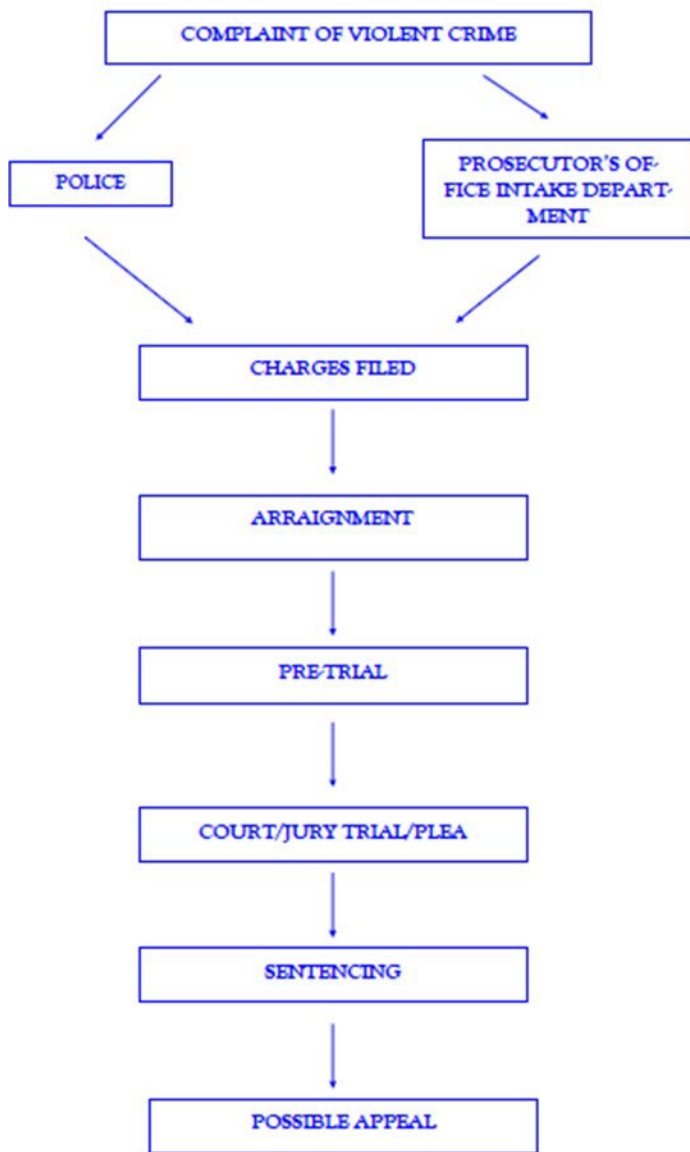 COMPLAINT OF VIOLENT CRIME
POLICE
PROSECUTOR'S OF-
FICE INTAKE DEPART-
MENT
CHARGES FILED
ARRAIGNMENT
PRE-TRIAL
COURT/JURY TRIAL/PLEA
SENTENCING
POSSIBLE APPEAL